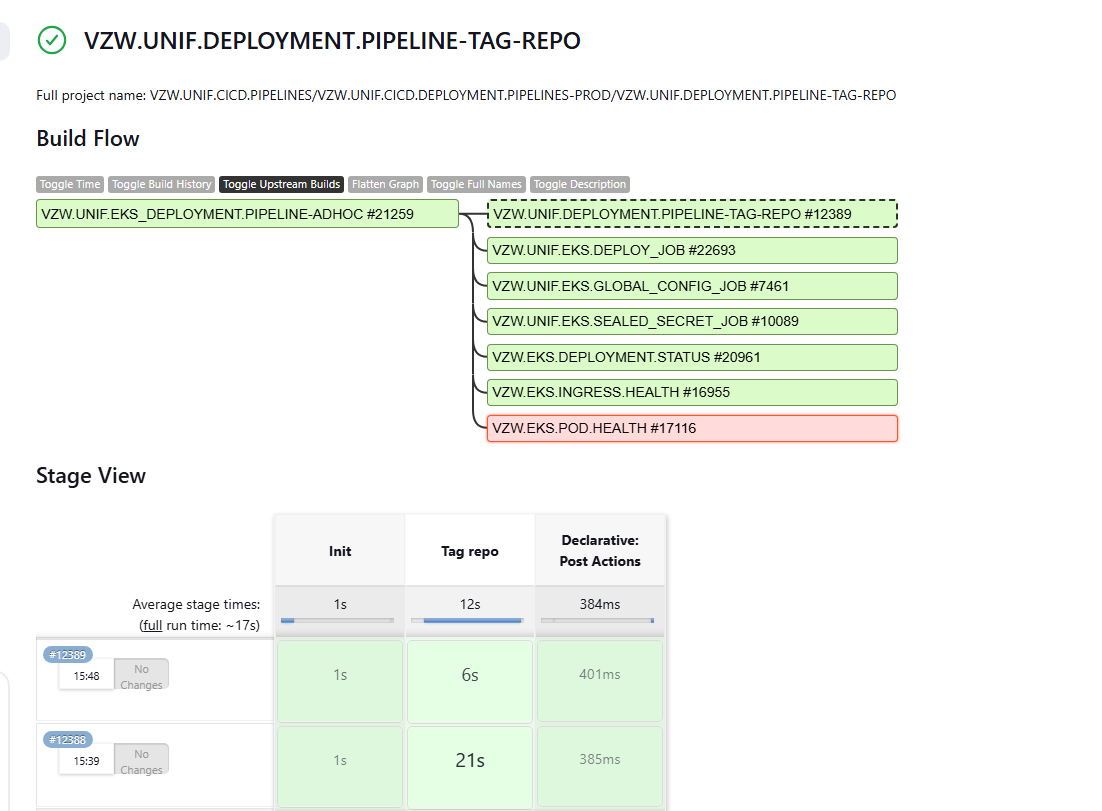 VZW.UNIF.DEPLOYMENT.PIPELINE-TAG-REPO
Full project name: VZW.UNIF.CICD.PIPELINES/VZW.UNIF.CICD.DEPLOYMENT.PIPELINES-PROD/VZW.UNIF.DEPLOYMENT.PIPELINE-TAG-REPO
Build Flow
Toggle Time Toggle Build History Toggle Upstream Builds Flatten Graph Toggle Full Names Toggle Description
VZW.UNIF.EKS_DEPLOYMENT.PIPELINE-ADHOC #21259
VZW.UNIF.DEPLOYMENT.PIPELINE-TAG-REPO #12389
VZW.UNIF.EKS.DEPLOY_JOB #22693
VZW.UNIF.EKS.GLOBAL_CONFIG_JOB #7461
VZW.UNIF.EKS.SEALED_SECRET_JOB #10089
VZW.EKS.DEPLOYMENT.STATUS #20961
VZW.EKS.INGRESS.HEALTH #16955
VZW.EKS.POD.HEALTH #17116
Stage View
Init
Tag repo
Declarative:
Post Actions
Average stage times:
(full run time: ~17s)
1s
12s
384ms
#12389
15:48
No
Changes
1s
6s
401ms
#12388
15:39
No
Changes
1s
21s
385ms